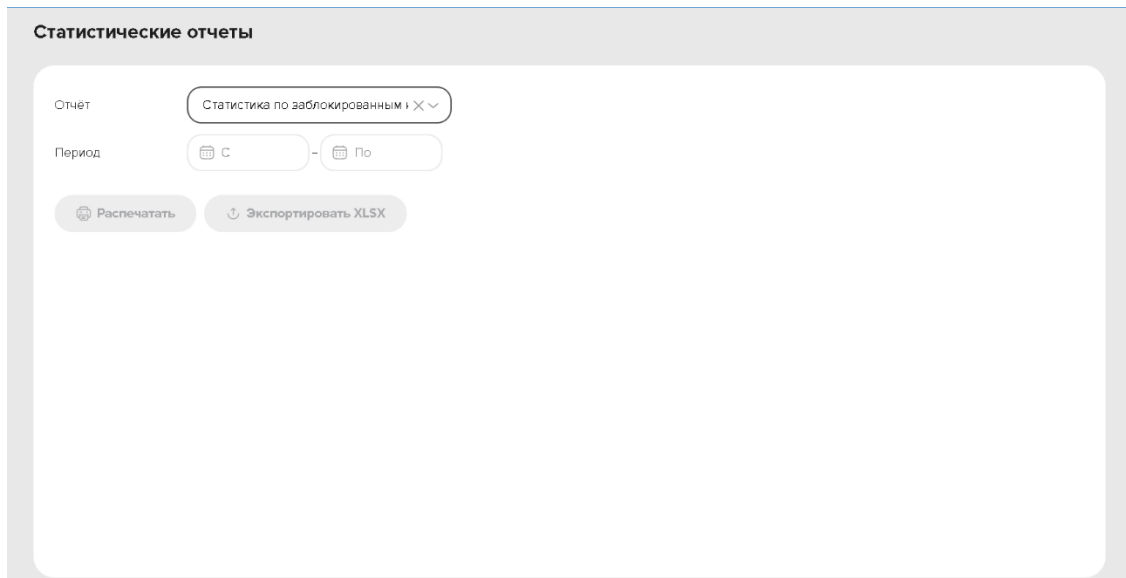 Статистические отчеты
Отчёт
Статистика по заблокированным
Период
С
–
По
Распечатать
Экспортировать XLSX